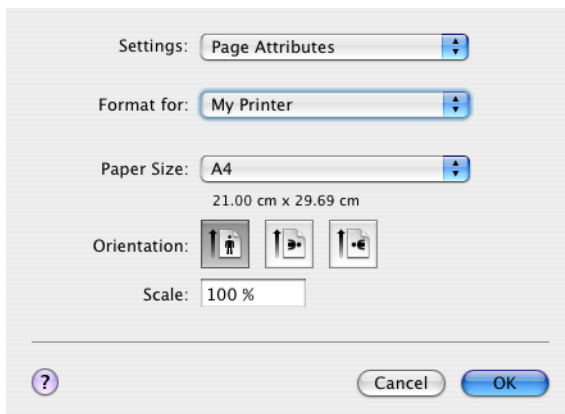 Settings: Page Attributes
Format for: My Printer
Paper Size: A4
21.00 cm x 29.69 cm
Orientation:
Scale: 100 %
? Cancel OK